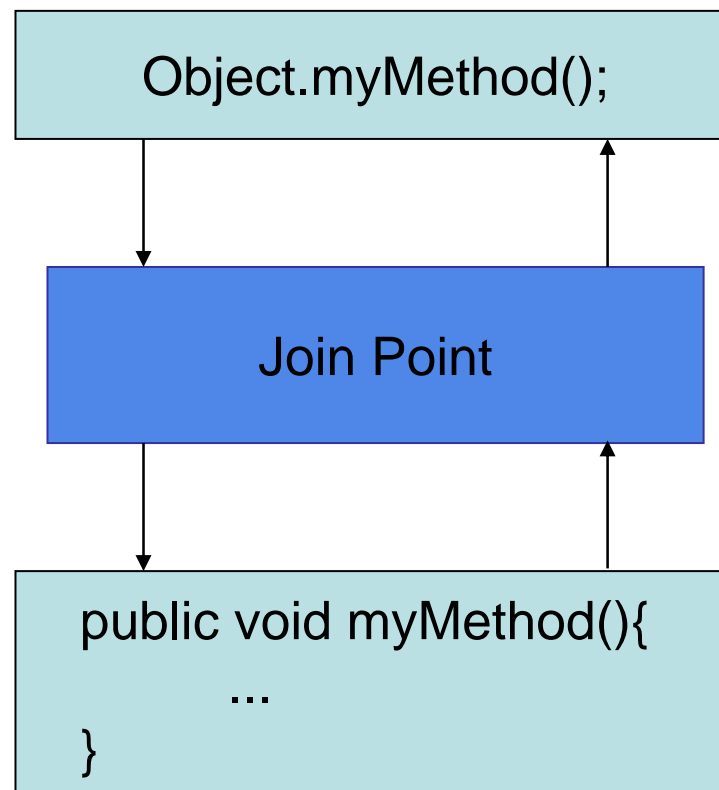 Object.myMethod();
Join Point
public void myMethod(){
...
}